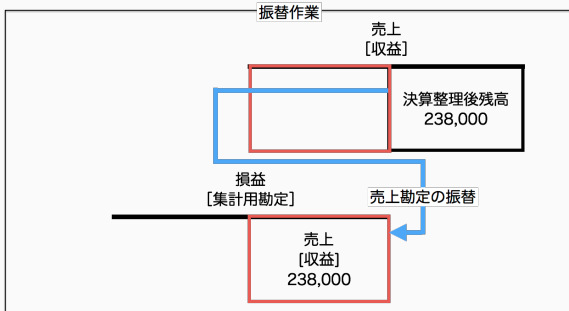 振替作業
売上
[収益]
決算整理後残高
238,000
損益
[集計用勘定]
売上勘定の振替
売上
[収益]
238,000